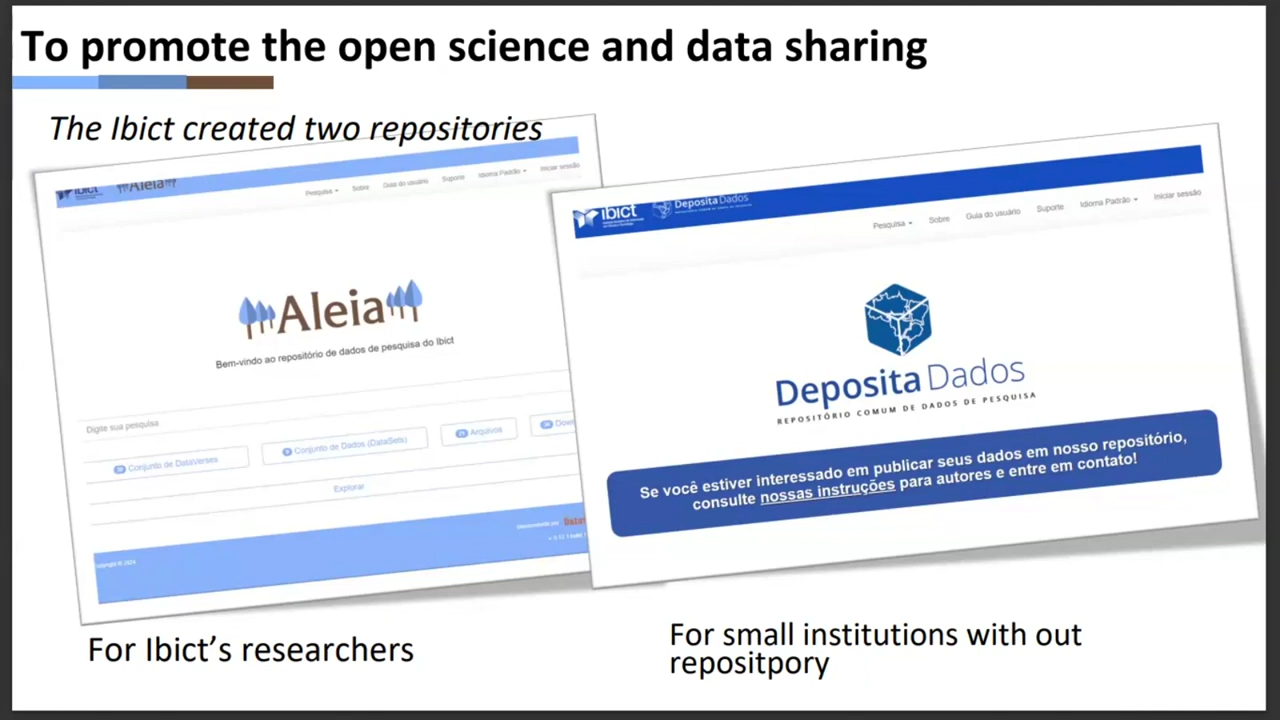 To promote the open science and data sharing
The Ibict created two repositories
ibict Aleia
Pesquisa Sobre Guia do usuário Suporte Idioma Padrão Iniciar sessão
Aleia
Bem-vindo ao repositório de dados de pesquisa do Ibict
Digite sua pesquisa
Conjunto de DataVerses
Conjunto de Dados (DataSets)
Arquivos
Explorar
Desenvolvido por
ibict Deposita Dados
Pesquisa Sobre Guia do usuário Suporte Idioma Padrão Iniciar sessão
Deposita Dados
REPOSITÓRIO COMUM DE DADOS DE PESQUISA
Se você estiver interessado em publicar seus dados em nosso repositório,
consulte nossas instruções para autores e entre em contato!
For Ibict’s researchers
For small institutions with out
repositpory